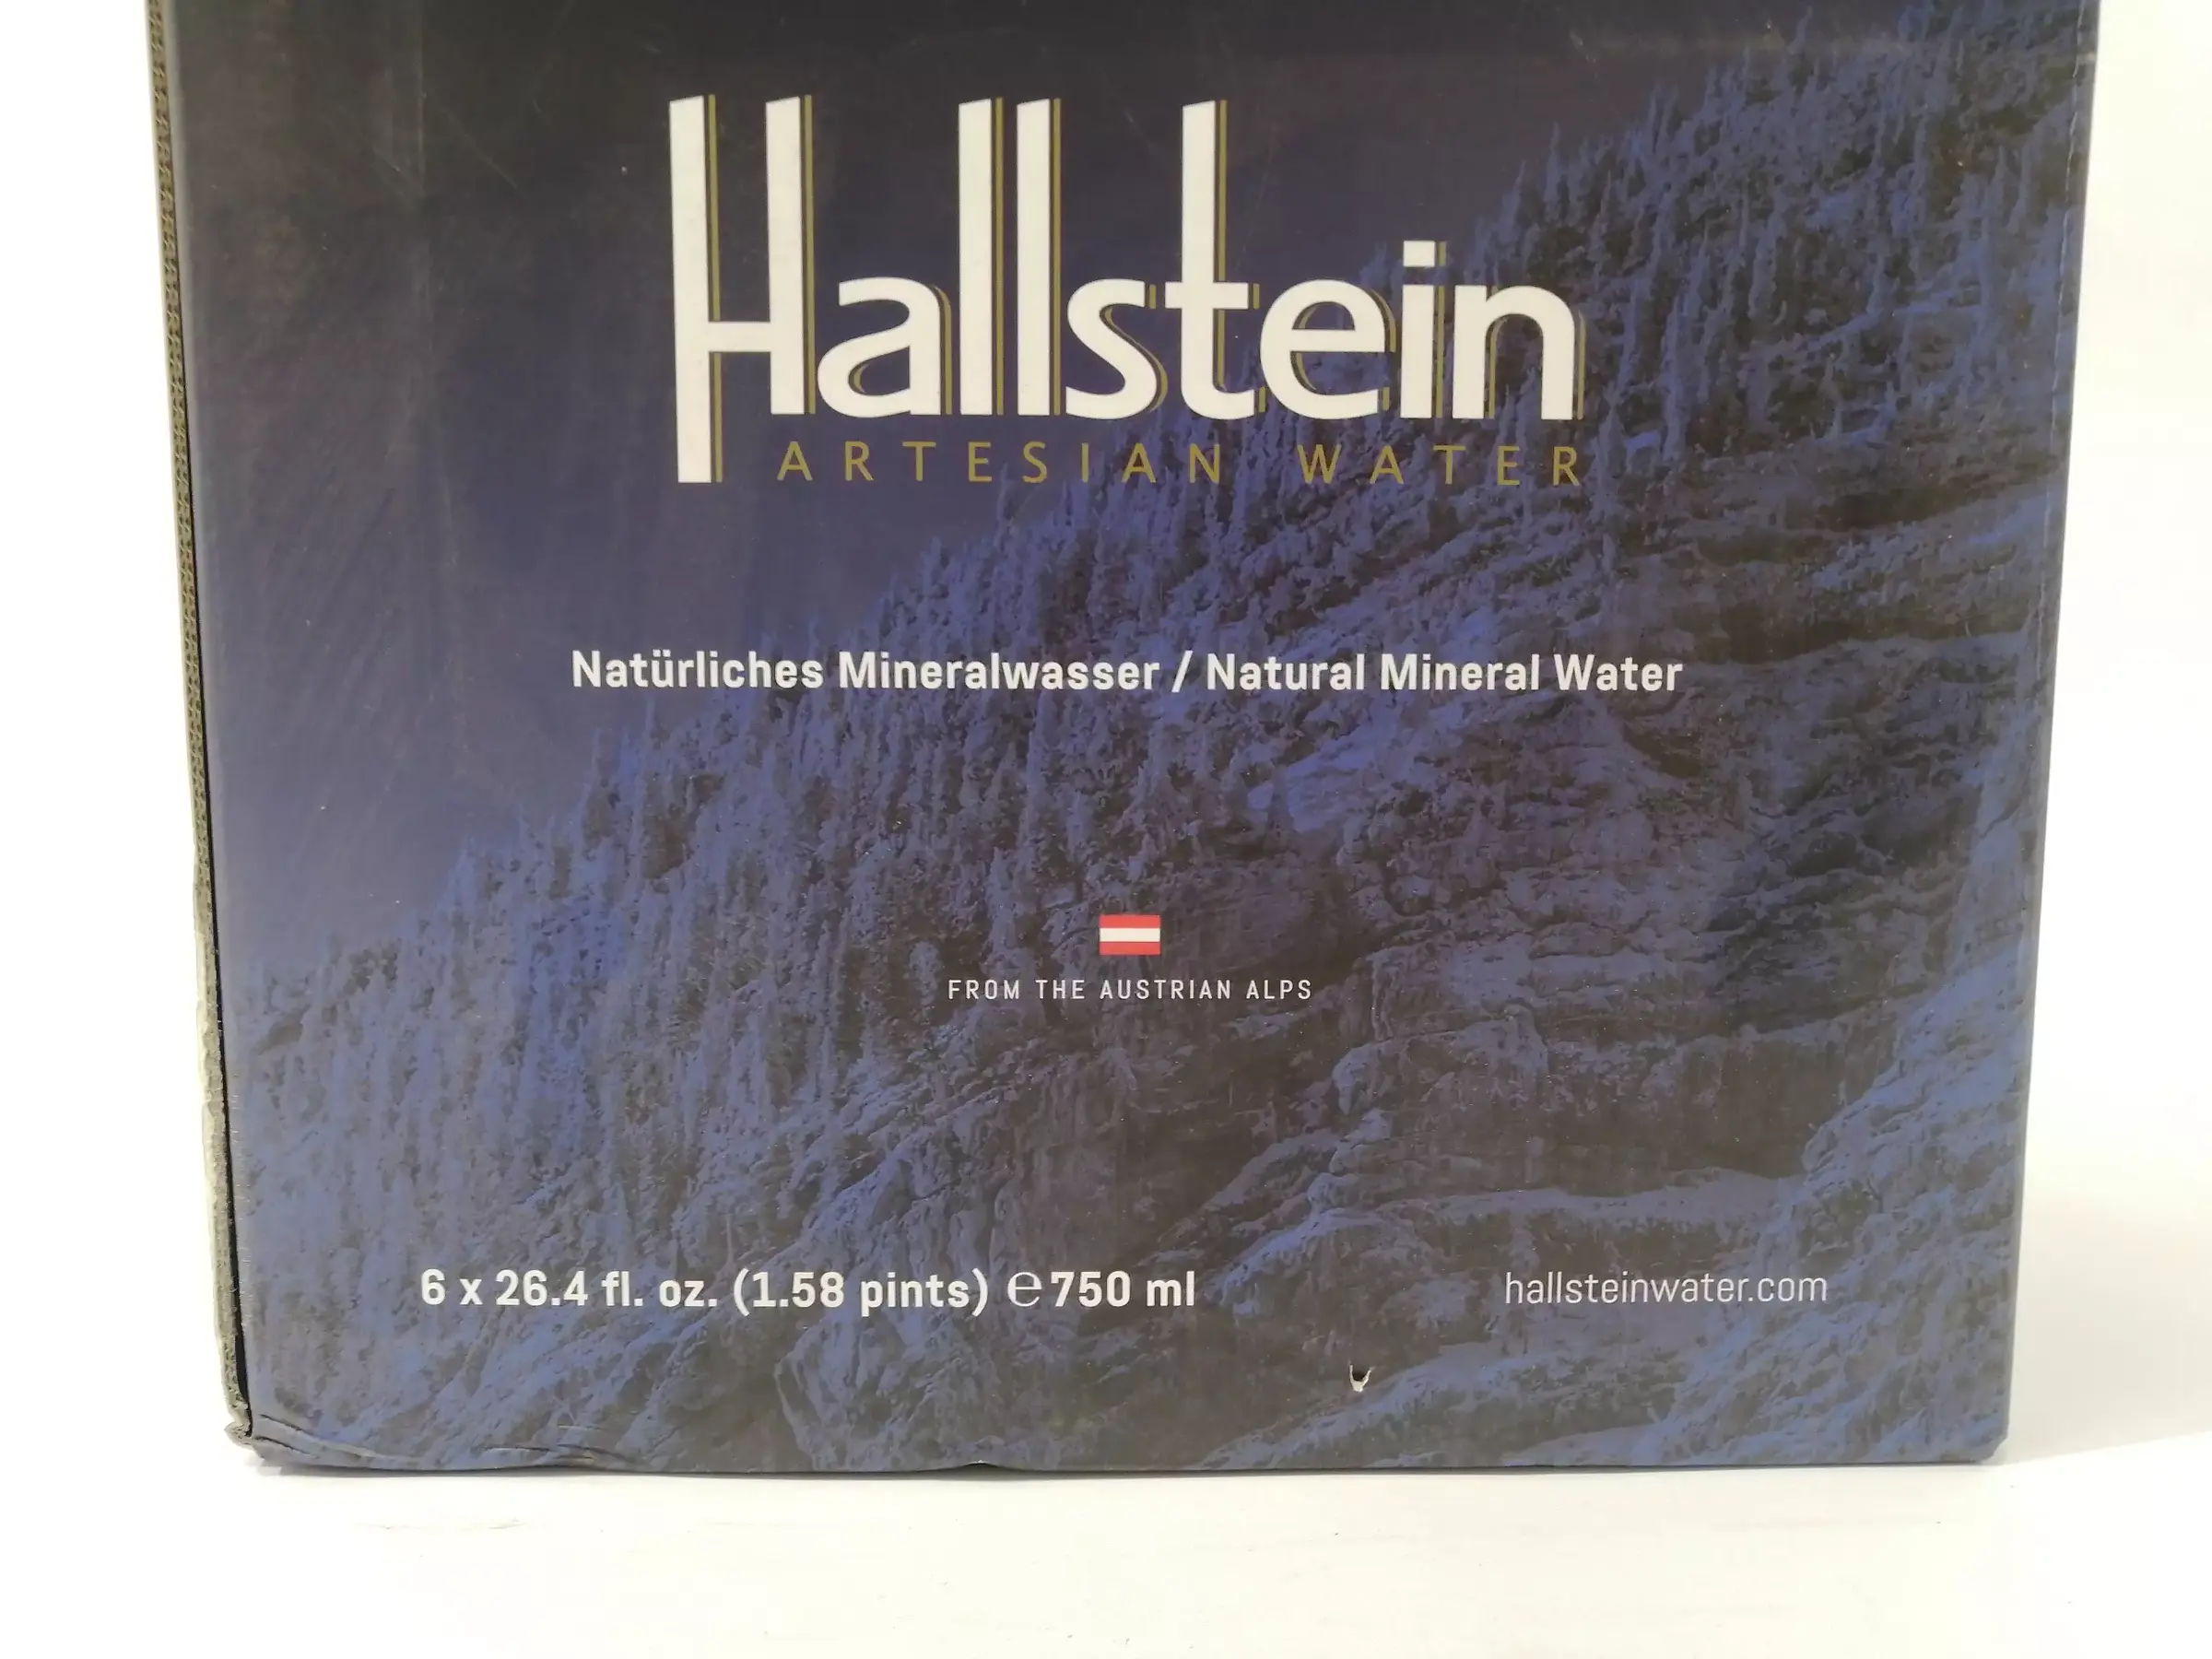 Hallstein
ARTESIAN WATER
Natürliches Mineralwasser / Natural Mineral Water
FROM THE AUSTRIAN ALPS
6 x 26.4 fl. oz. (1.58 pints) ℮ 750 ml
hallsteinwater.com